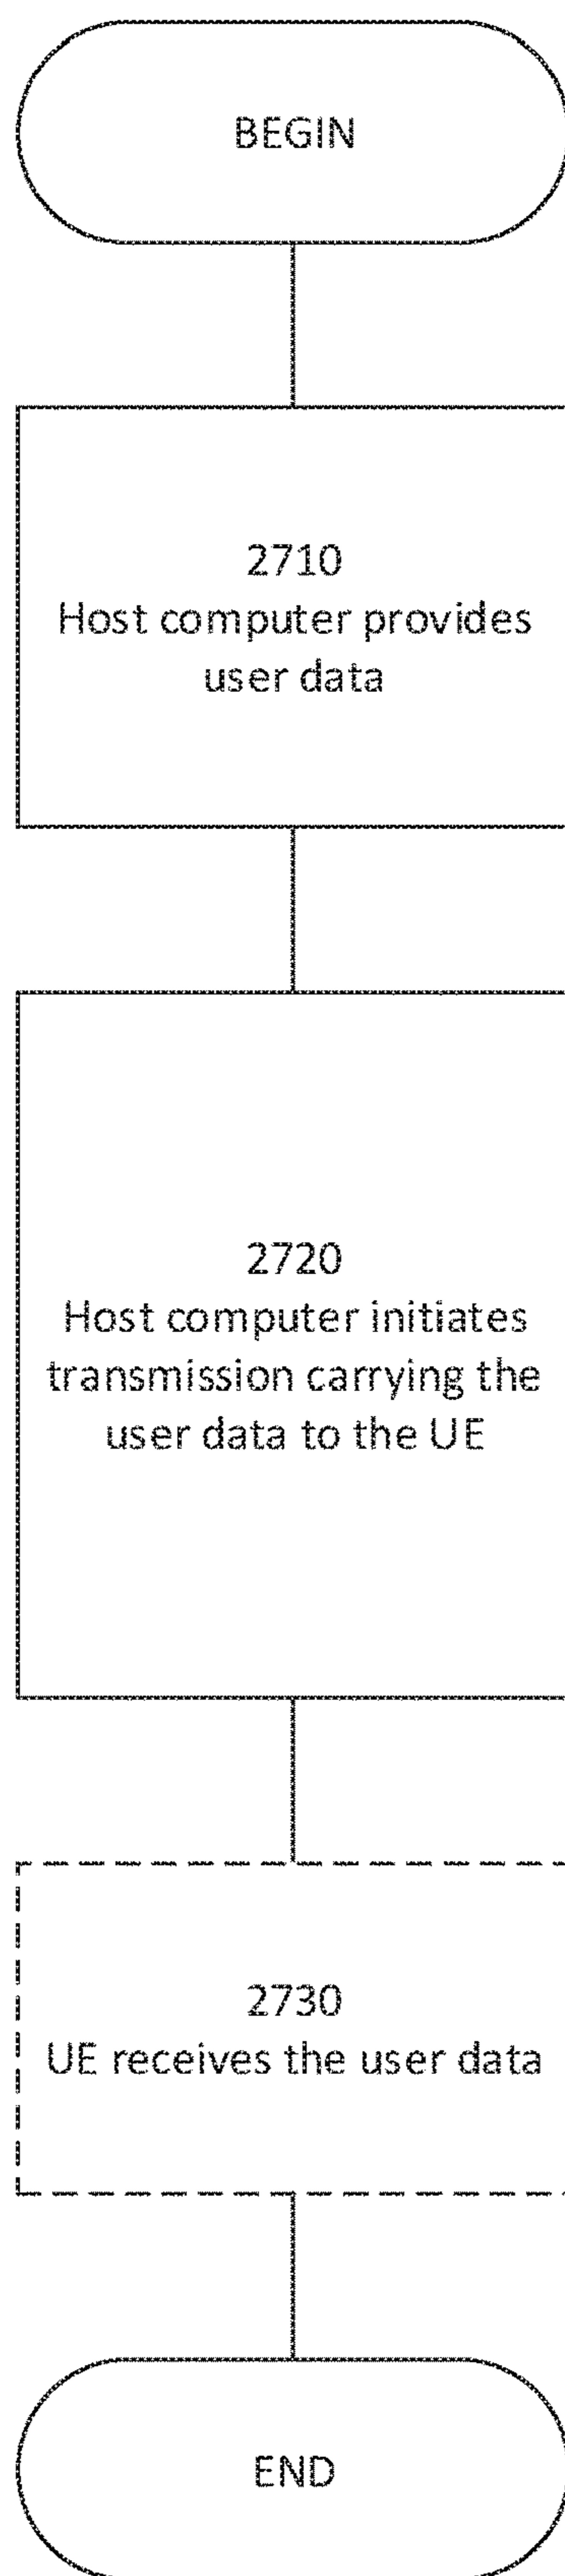 BEGIN
2710
Host computer provides
user data
2720
Host computer initiates
transmission carrying the
user data to the UE
2730
UE receives the user data
END